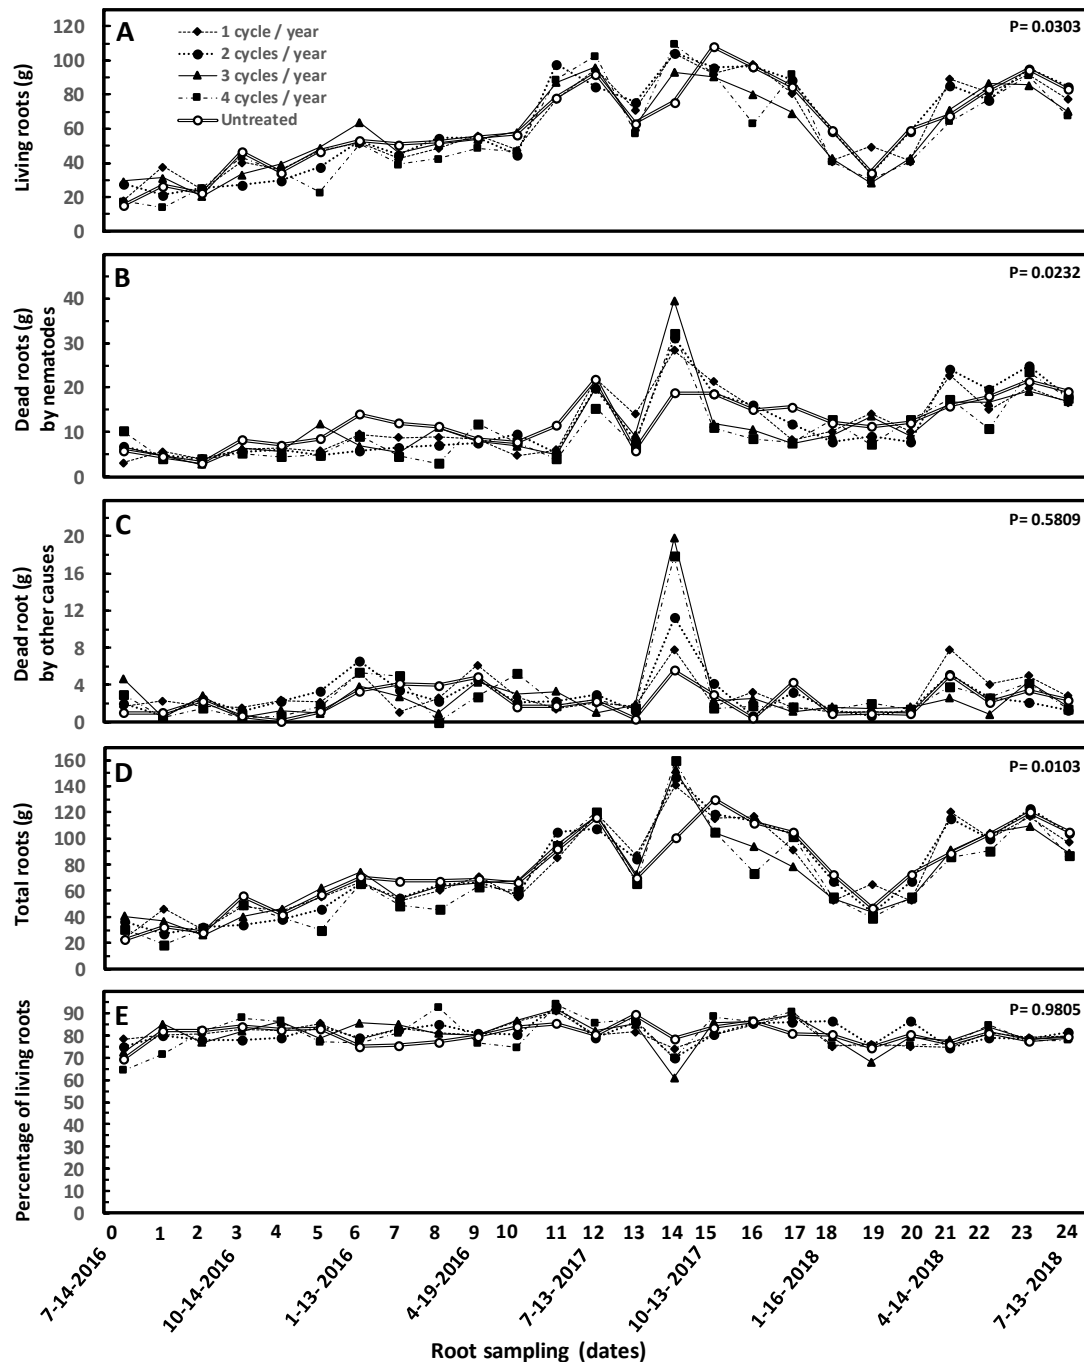 A
1 cycle / year
2 cycles / year
3 cycles / year
4 cycles / year
Untreated
P= 0.0303
Living roots (g)
120
100
80
60
40
20
0
B
P= 0.0232
Dead roots (g)
by nematodes
40
30
20
10
0
C
P= 0.5809
Dead root (g)
by other causes
20
16
12
8
4
0
D
P= 0.0103
Total roots (g)
160
140
120
100
80
60
40
20
0
E
P= 0.9805
Percentage of living roots
90
80
70
60
50
40
30
20
10
0
0 1 2 3 4 5 6 7 8 9 10 11 12 13 14 15 16 17 18 19 20 21 22 23 24
7-14-2016 10-14-2016 1-13-2016 4-19-2016 7-13-2017 10-13-2017 1-16-2018 4-14-2018 7-13-2018
Root sampling (dates)